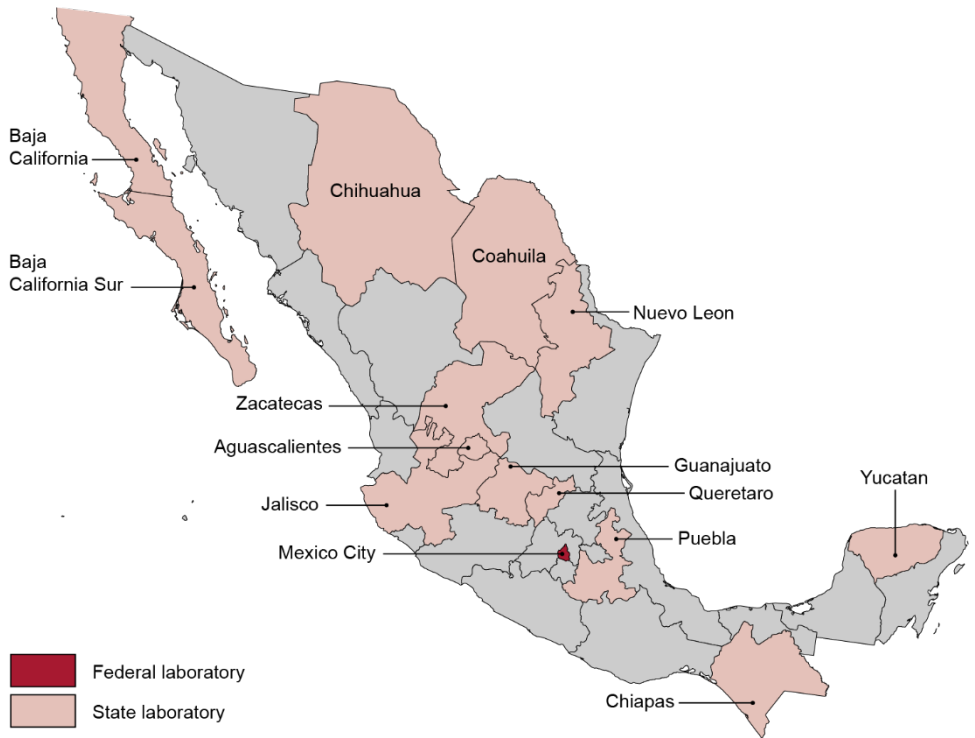 Baja
California
Chihuahua
Baja
California Sur
Coahuila
Nuevo Leon
Zacatecas
Aguascalientes
Guanajuato
Yucatan
Jalisco
Queretaro
Mexico City
Puebla
Federal laboratory
State laboratory
Chiapas